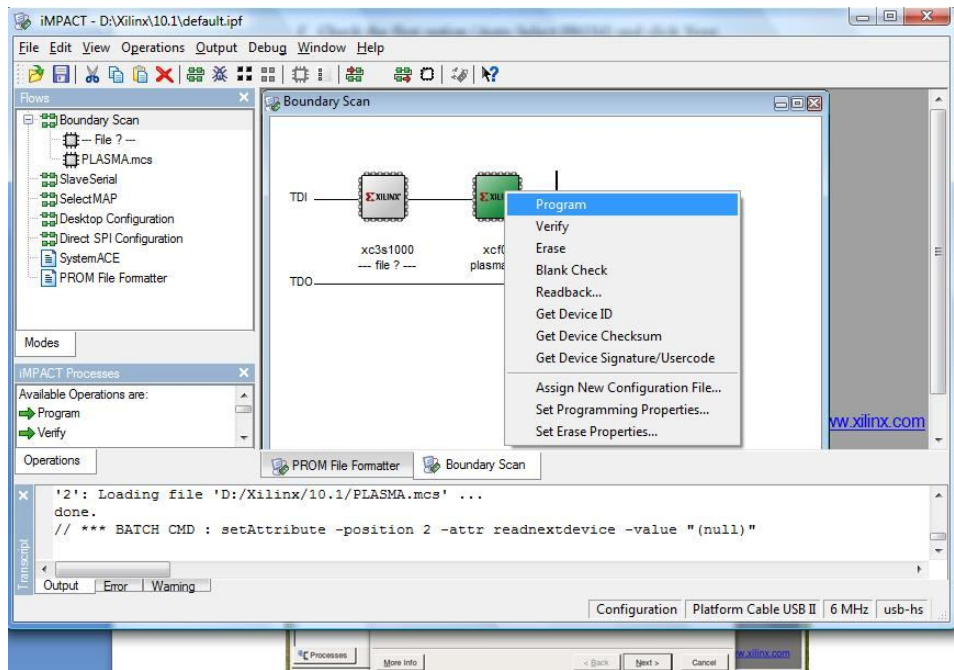 iMPACT - D:\Xilinx\10.1\default.ipf
File Edit View Operations Output Debug Window Help
Flows
Boundary Scan
--- File ? ---
PLASMA.mcs
SlaveSerial
SelectMAP
Desktop Configuration
Direct SPI Configuration
SystemACE
PROM File Formatter
Modes
iMPACT Processes
Available Operations are:
Program
Verify
Operations
Boundary Scan
TDI
XILINX
xc3s1000
--- file ? ---
TDO
Program
Verify
Erase
Blank Check
Readback...
Get Device ID
Get Device Checksum
Get Device Signature/Usercode
Assign New Configuration File...
Set Programming Properties...
Set Erase Properties...
ww.xilinx.com
PROM File Formatter
Boundary Scan
'2': Loading file 'D:/Xilinx/10.1/PLASMA.mcs' ...
done.
// *** BATCH CMD : setAttribute -position 2 -attr readnextdevice -value "(null)"
Transcript
Output Error Warning
Configuration Platform Cable USB II 6 MHz usb-hs
Processes
More Info
< Back Next > Cancel
w.xilinx.com